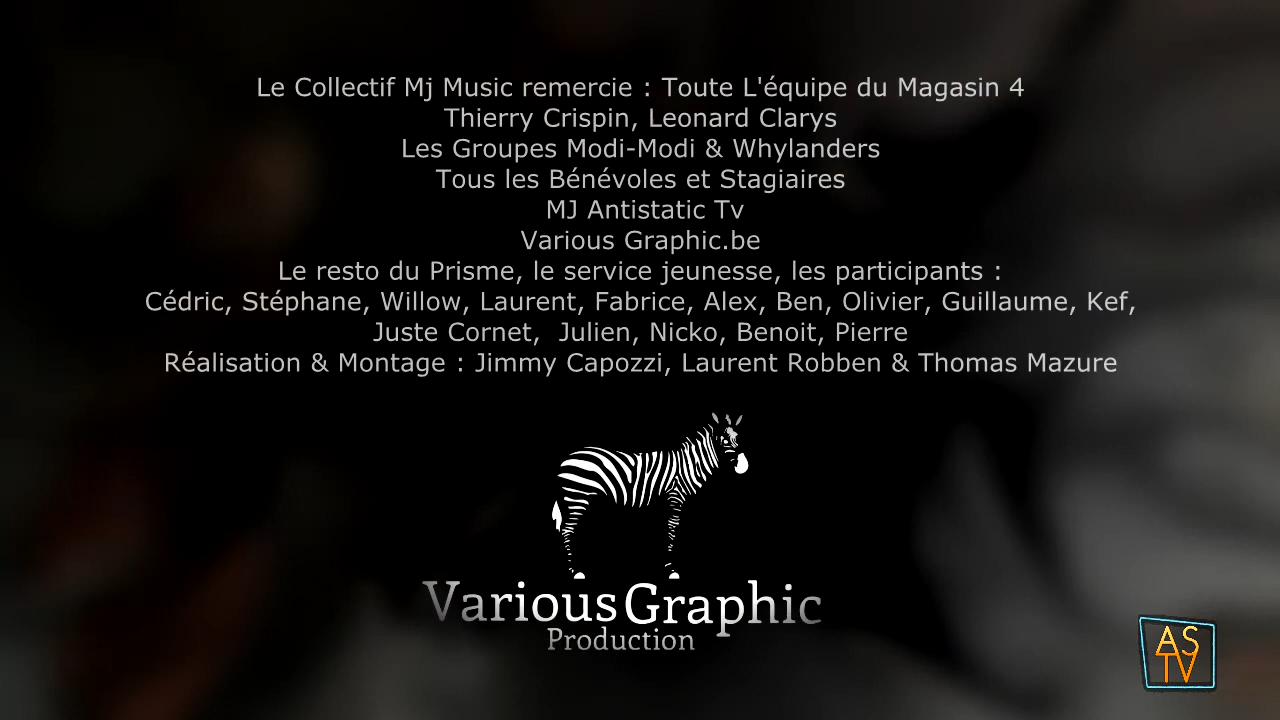 Le Collectif Mj Music remercie : Toute L'équipe du Magasin 4
Thierry Crispin, Leonard Clarys
Les Groupes Modi-Modi & Whylanders
Tous les Bénévoles et Stagiaires
MJ Antistatic Tv
Various Graphic.be
Le resto du Prisme, le service jeunesse, les participants :
Cédric, Stéphane, Willow, Laurent, Fabrice, Alex, Ben, Olivier, Guillaume, Kef,
Juste Cornet,  Julien, Nicko, Benoit, Pierre
Réalisation & Montage : Jimmy Capozzi, Laurent Robben & Thomas Mazure
Various Graphic
Production
AS
TV